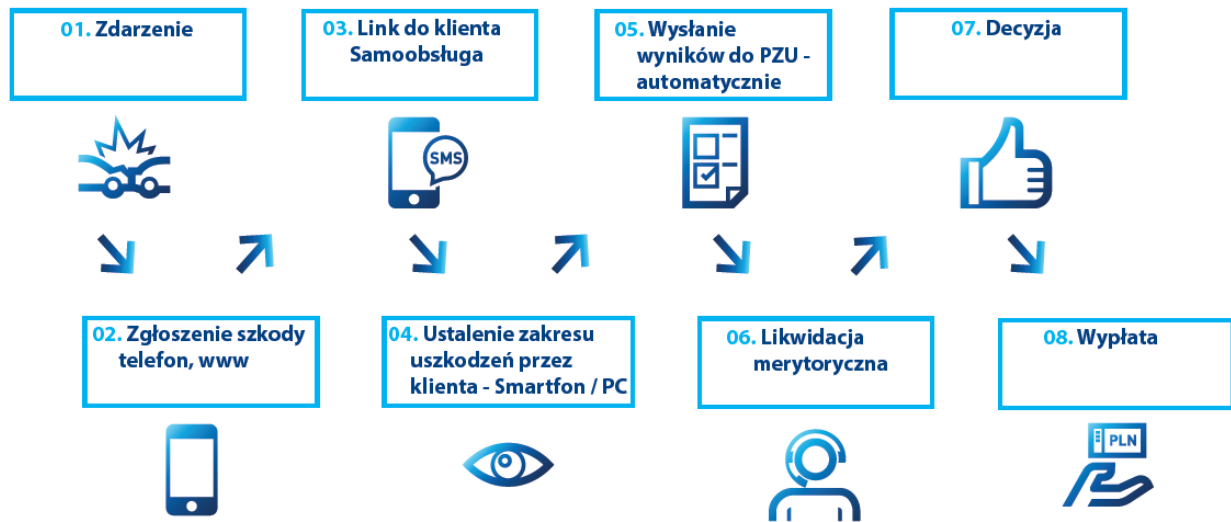 01. Zdarzenie
02. Zgłoszenie szkody
telefon, www
03. Link do klienta
Samoobsługa
SMS
04. Ustalenie zakresu
uszkodzeń przez
klienta - Smartfon / PC
05. Wysłanie
wyników do PZU -
automatycznie
06. Likwidacja
merytoryczna
07. Decyzja
08. Wypłata
PLN